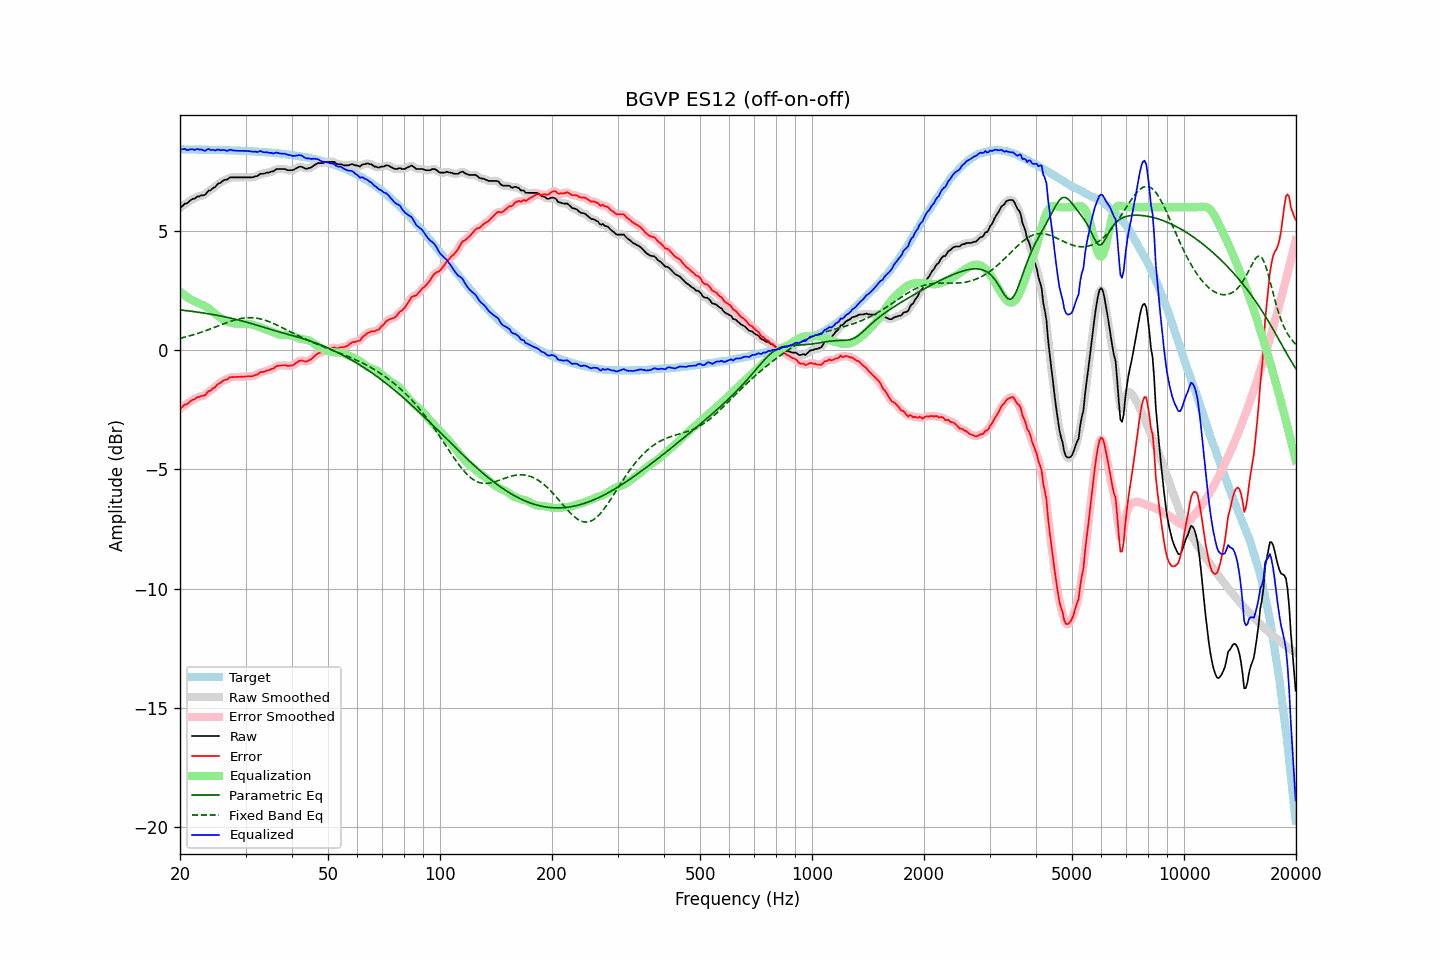 BGVP ES12 (off-on-off)
Amplitude (dBr)
5
0
−5
−10
−15
−20
Target
Raw Smoothed
Error Smoothed
Raw
Error
Equalization
Parametric Eq
Fixed Band Eq
Equalized
20 50 100 200 500 1000 2000 5000 10000 20000
Frequency (Hz)